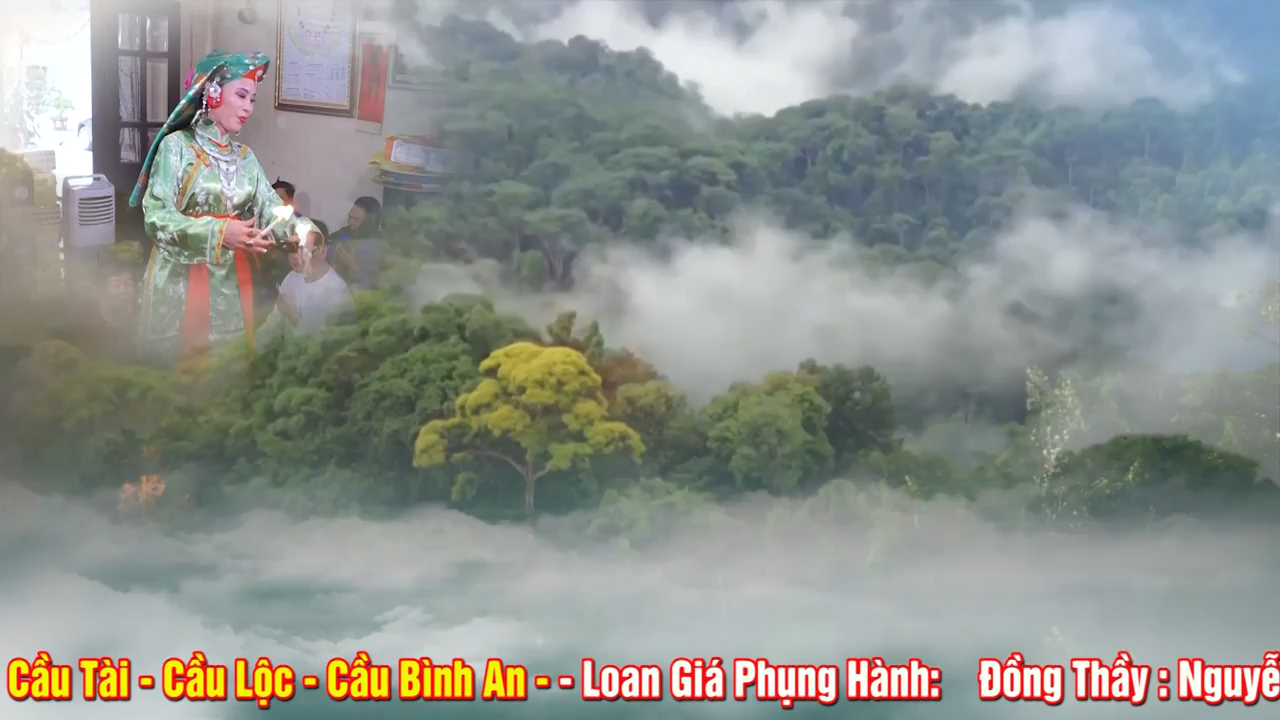 Cầu Tài - Cầu Lộc - Cầu Bình An - - Loan Giá Phụng Hành: Đồng Thầy : Nguyễ